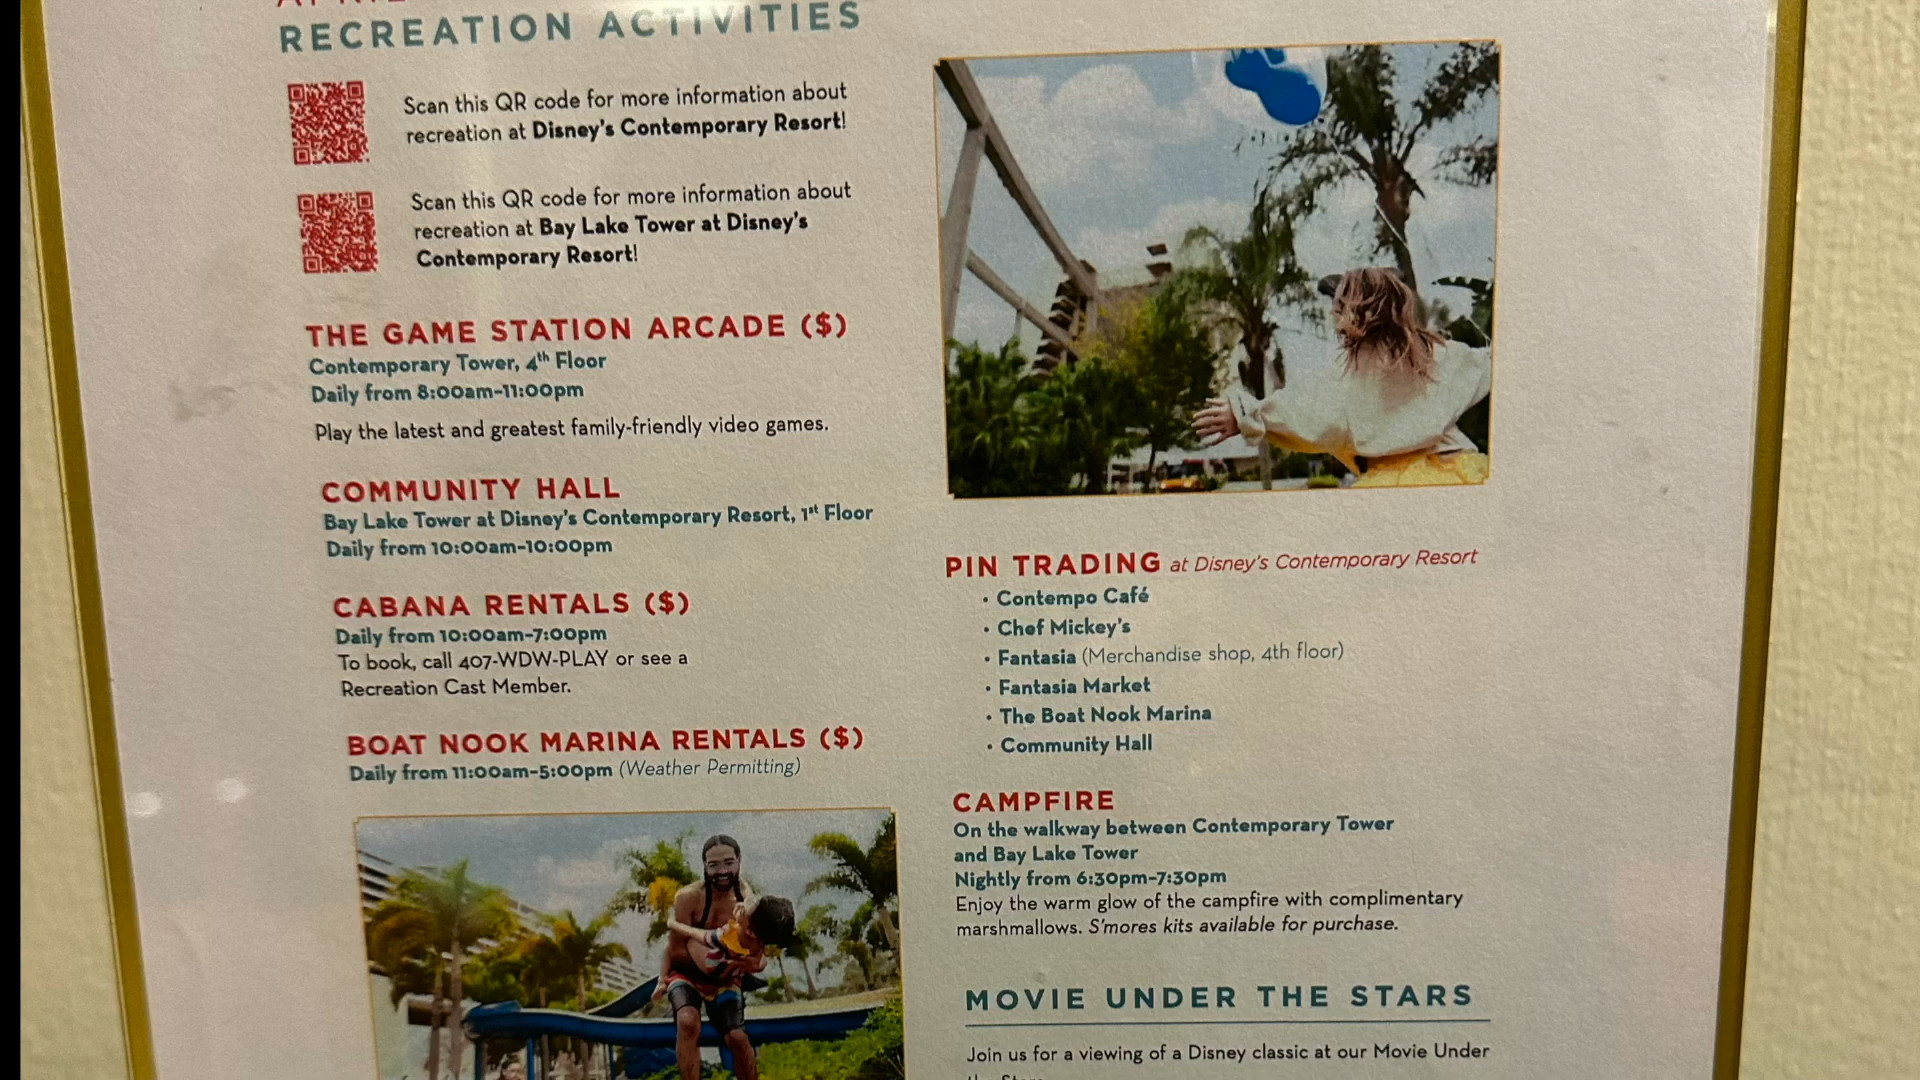 RECREATION ACTIVITIES
Scan this QR code for more information about
recreation at Disney's Contemporary Resort!
Scan this QR code for more information about
recreation at Bay Lake Tower at Disney's
Contemporary Resort!
THE GAME STATION ARCADE ($)
Contemporary Tower, 4th Floor
Daily from 8:00am-11:00pm
Play the latest and greatest family-friendly video games.
COMMUNITY HALL
Bay Lake Tower at Disney's Contemporary Resort, 1st Floor
Daily from 10:00am-10:00pm
CABANA RENTALS ($)
Daily from 10:00am-7:00pm
To book, call 407-WDW-PLAY or see a
Recreation Cast Member.
BOAT NOOK MARINA RENTALS ($)
Daily from 11:00am-5:00pm (Weather Permitting)
PIN TRADING at Disney's Contemporary Resort
• Contempo Café
• Chef Mickey's
• Fantasia (Merchandise shop, 4th floor)
• Fantasia Market
• The Boat Nook Marina
• Community Hall
CAMPFIRE
On the walkway between Contemporary Tower
and Bay Lake Tower
Nightly from 6:30pm-7:30pm
Enjoy the warm glow of the campfire with complimentary
marshmallows. S'mores kits available for purchase.
MOVIE UNDER THE STARS
Join us for a viewing of a Disney classic at our Movie Under